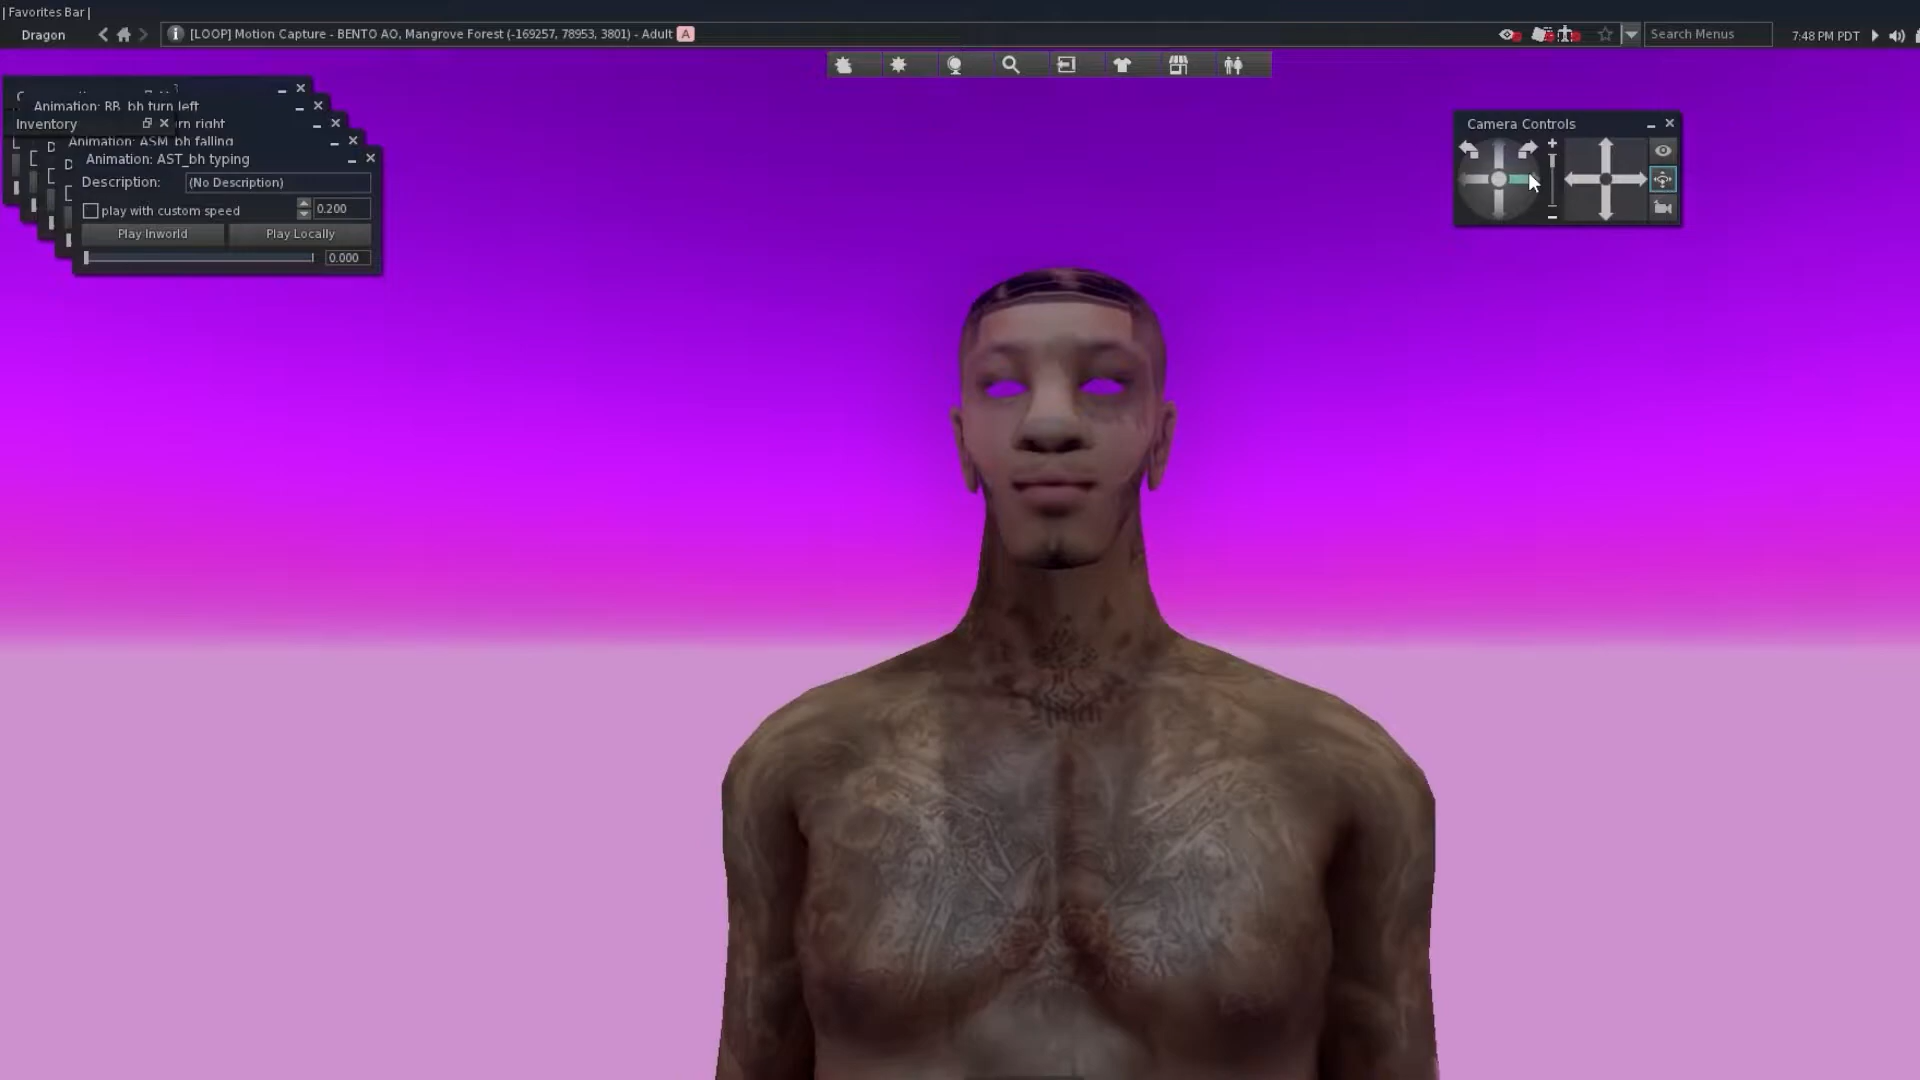 | Favorites Bar |
Dragon
[LOOP] Motion Capture - BENTO AO, Mangrove Forest (-169257, 78953, 3801) - Adult A
Search Menus
7:48 PM PDT
Animation: RB_bh turn left
Inventory
rn right
Animation: ASM_bh falling
Animation: AST_bh typing
Description: (No Description)
play with custom speed 0.200
Play Inworld Play Locally
0.000
Camera Controls